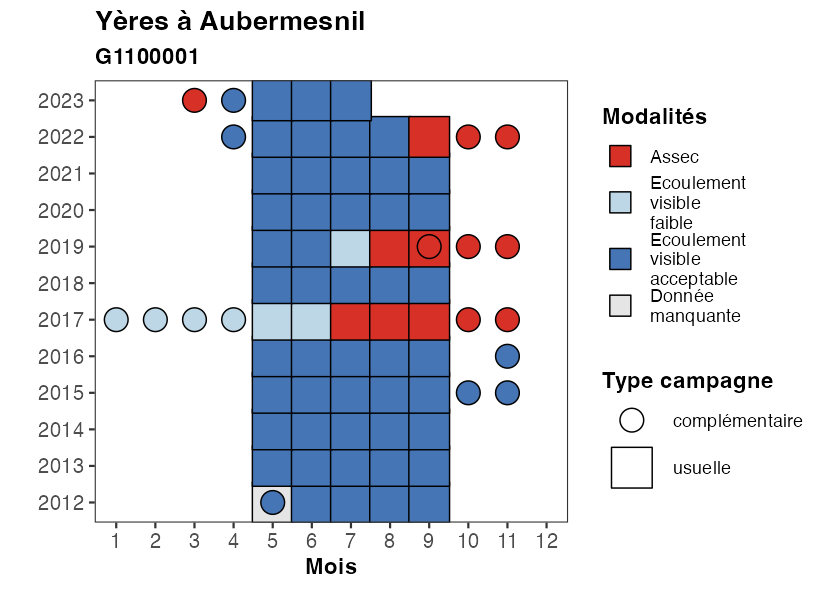 Yères à Aubermesnil
G1100001
2023
2022
2021
2020
2019
2018
2017
2016
2015
2014
2013
2012
1 2 3 4 5 6 7 8 9 10 11 12
Mois
Modalités
Assec
Ecoulement
visible
faible
Ecoulement
visible
acceptable
Donnée
manquante
Type campagne
complémentaire
usuelle